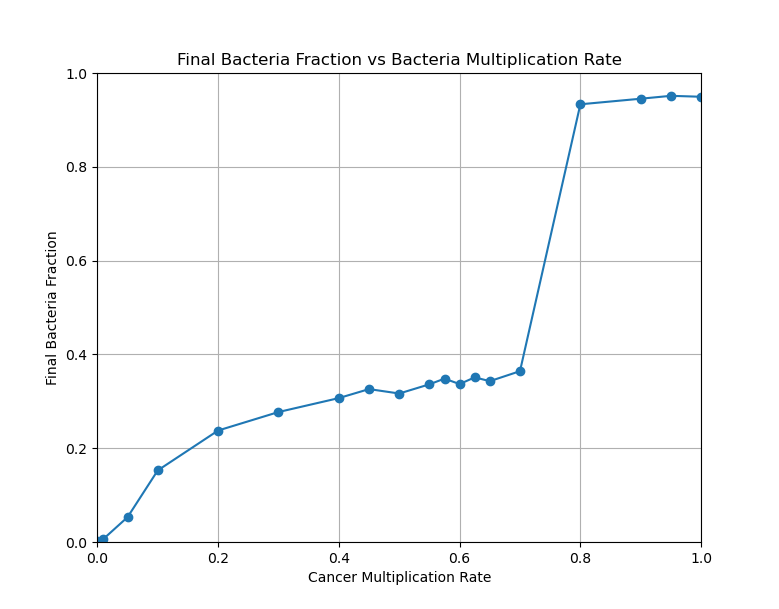 Final Bacteria Fraction vs Bacteria Multiplication Rate
1.0
0.8
0.6
0.4
0.2
0.0
Final Bacteria Fraction
0.0 0.2 0.4 0.6 0.8 1.0
Cancer Multiplication Rate